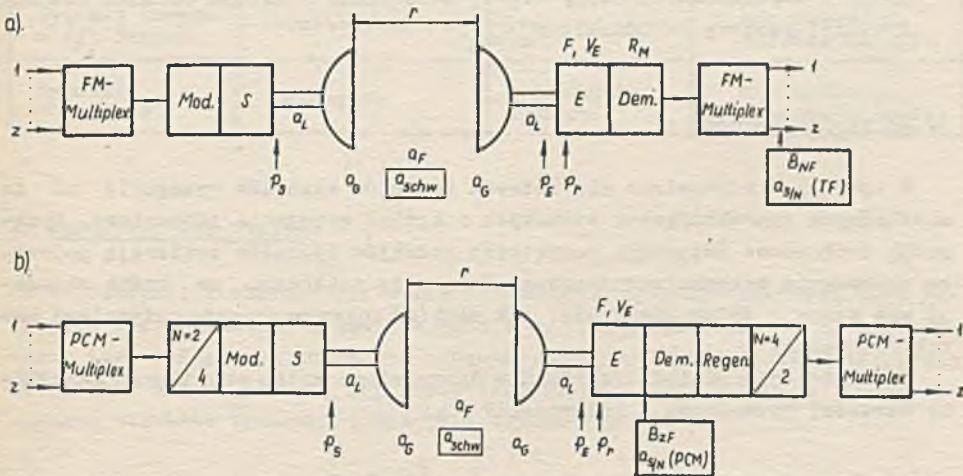 a).
r
F, V_E
R_M
1
FM-
Multiplex
z
Mod.
S
a_L
a_L
E
Dem.
FM-
Multiplex
1
z
p_S
a_G
a_F
a_schw
a_G
p_E
p_r
B_NF
a_S/N (TF)
b)
r
F, V_E
1
PCM -
Multiplex
z
N=2
4
Mod.
S
a_L
a_L
E
Dem.
Regen.
N=4
2
PCM -
Multiplex
1
z
p_S
a_G
a_F
a_schw
a_G
p_E
p_r
B_ZF
a_S/N (PCM)